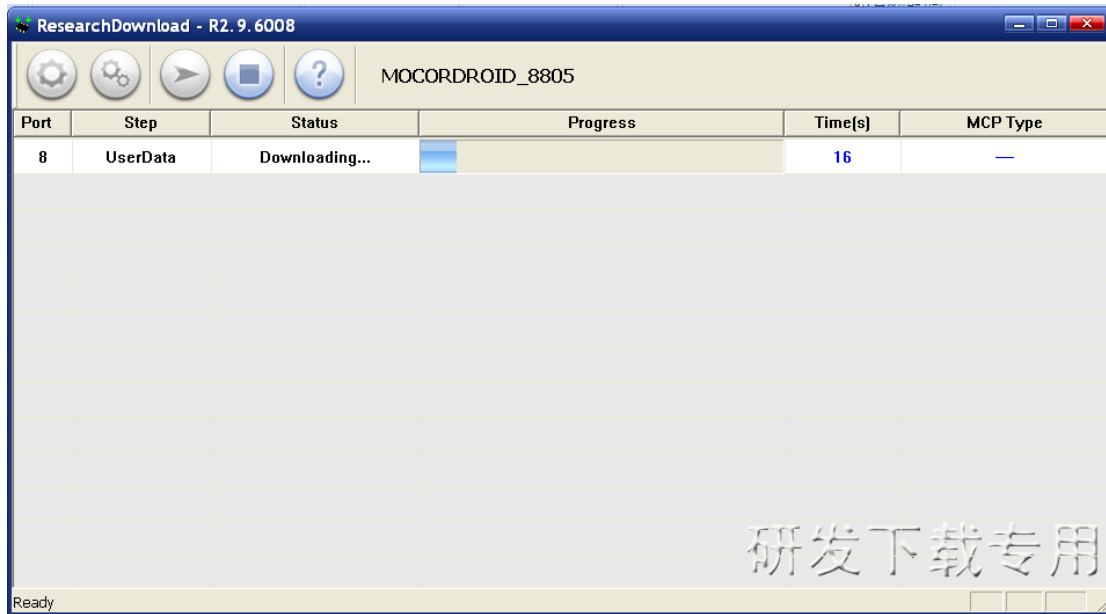 ResearchDownload - R2.9.6008
MOCORDROID_8805
Port Step Status Progress Time(s) MCP Type
8 UserData Downloading... 16 —
研发下载专用
Ready